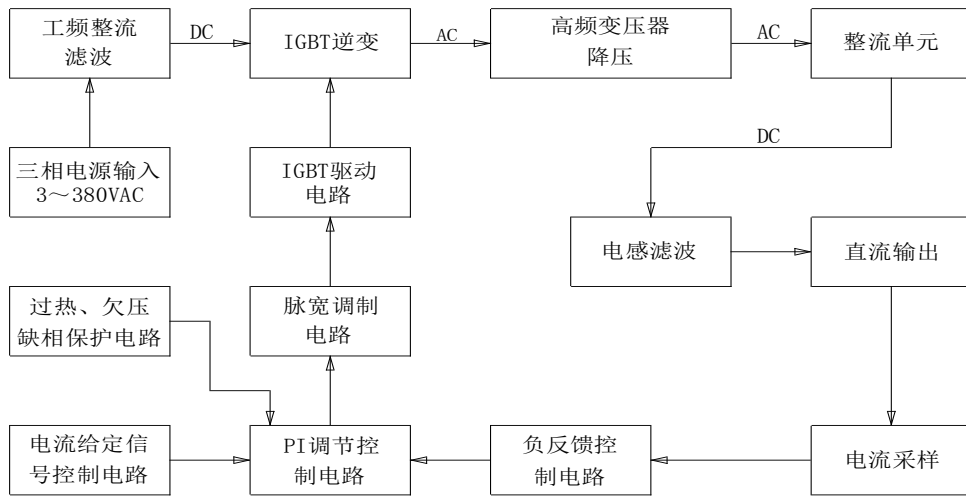 工频整流
滤波
DC
IGBT逆变
AC
高频变压器
降压
AC
整流单元
DC
三相电源输入
3～380VAC
IGBT驱动
电路
电感滤波
直流输出
过热、欠压
缺相保护电路
脉宽调制
电路
电流给定信
号控制电路
PI调节控
制电路
负反馈控
制电路
电流采样